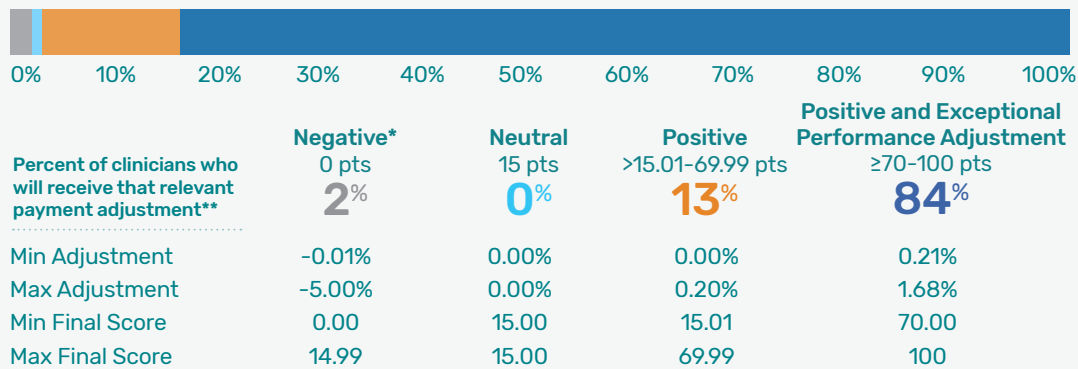 0% 10% 20% 30% 40% 50% 60% 70% 80% 90% 100%
Positive and Exceptional
Negative* Neutral Positive Performance Adjustment
Percent of clinicians who 0 pts 15 pts >15.01-69.99 pts ≥70-100 pts
will receive that relevant
payment adjustment** 2% 0% 13% 84%
Min Adjustment -0.01% 0.00% 0.00% 0.21%
Max Adjustment -5.00% 0.00% 0.20% 1.68%
Min Final Score 0.00 15.00 15.01 70.00
Max Final Score 14.99 15.00 69.99 100